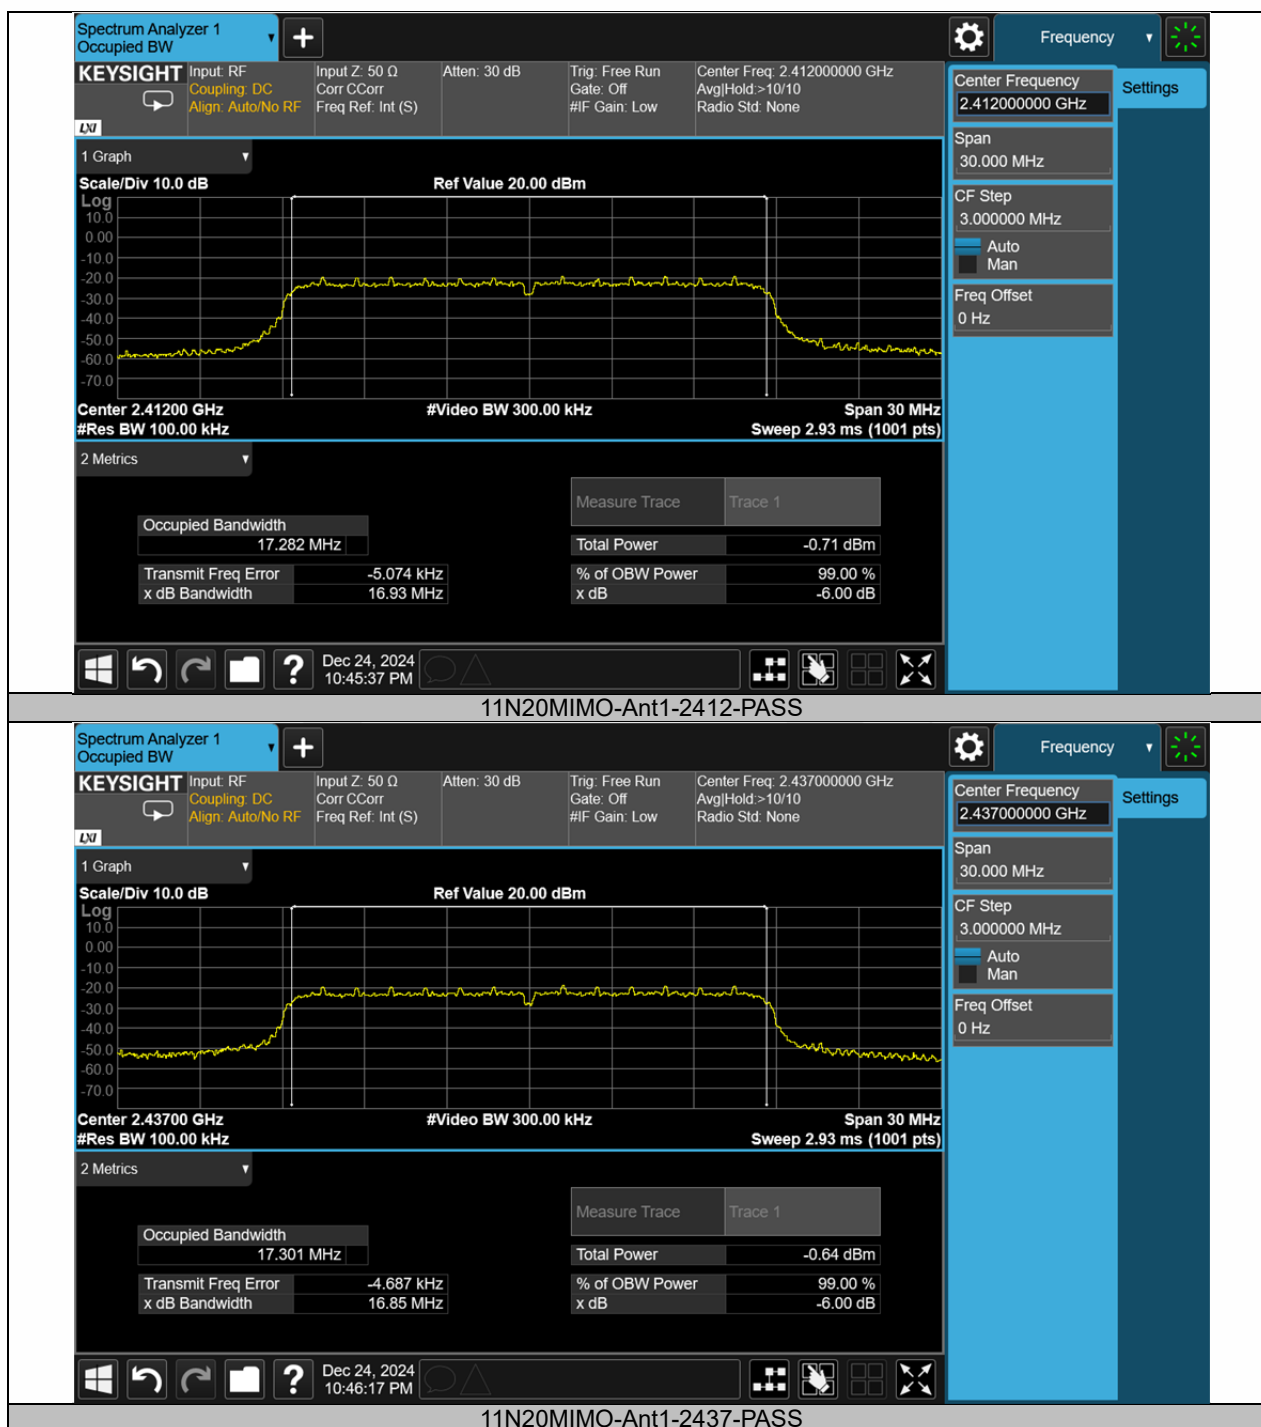 Spectrum Analyzer 1
Occupied BW
Frequency
KEYSIGHT
LXI
Input: RF
Coupling: DC
Align: Auto/No RF
Input Z: 50 Ω
Corr CCorr
Freq Ref: Int (S)
Atten: 30 dB
Trig: Free Run
Gate: Off
#IF Gain: Low
Center Freq: 2.412000000 GHz
Avg|Hold:>10/10
Radio Std: None
Center Frequency
2.412000000 GHz
Settings
Span
30.000 MHz
CF Step
3.000000 MHz
Auto
Man
Freq Offset
0 Hz
1 Graph
Scale/Div 10.0 dB
Ref Value 20.00 dBm
Log
10.0
0.00
-10.0
-20.0
-30.0
-40.0
-50.0
-60.0
-70.0
Center 2.41200 GHz
#Video BW 300.00 kHz
Span 30 MHz
#Res BW 100.00 kHz
Sweep 2.93 ms (1001 pts)
2 Metrics
Measure Trace Trace 1
Occupied Bandwidth
17.282 MHz
Total Power -0.71 dBm
Transmit Freq Error -5.074 kHz
% of OBW Power 99.00 %
x dB Bandwidth 16.93 MHz
x dB -6.00 dB
Dec 24, 2024
10:45:37 PM
11N20MIMO-Ant1-2412-PASS
Spectrum Analyzer 1
Occupied BW
Frequency
KEYSIGHT
LXI
Input: RF
Coupling: DC
Align: Auto/No RF
Input Z: 50 Ω
Corr CCorr
Freq Ref: Int (S)
Atten: 30 dB
Trig: Free Run
Gate: Off
#IF Gain: Low
Center Freq: 2.437000000 GHz
Avg|Hold:>10/10
Radio Std: None
Center Frequency
2.437000000 GHz
Settings
Span
30.000 MHz
CF Step
3.000000 MHz
Auto
Man
Freq Offset
0 Hz
1 Graph
Scale/Div 10.0 dB
Ref Value 20.00 dBm
Log
10.0
0.00
-10.0
-20.0
-30.0
-40.0
-50.0
-60.0
-70.0
Center 2.43700 GHz
#Video BW 300.00 kHz
Span 30 MHz
#Res BW 100.00 kHz
Sweep 2.93 ms (1001 pts)
2 Metrics
Measure Trace Trace 1
Occupied Bandwidth
17.301 MHz
Total Power -0.64 dBm
Transmit Freq Error -4.687 kHz
% of OBW Power 99.00 %
x dB Bandwidth 16.85 MHz
x dB -6.00 dB
Dec 24, 2024
10:46:17 PM
11N20MIMO-Ant1-2437-PASS